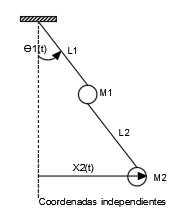 Θ1(t)
L1
M1
L2
X2(t)
M2
Coordenadas independientes